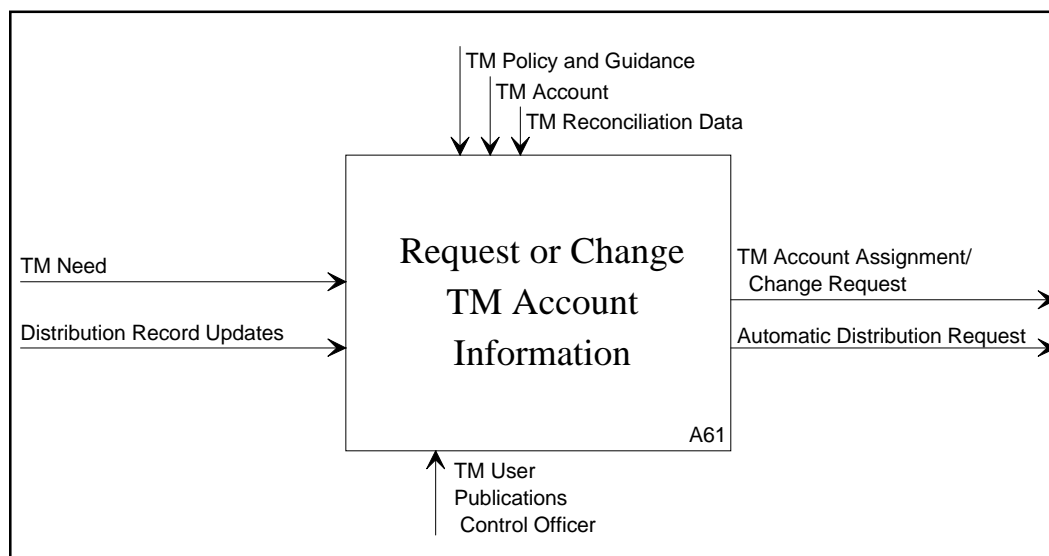 TM Policy and Guidance
TM Account
TM Reconciliation Data
TM Need
Distribution Record Updates
Request or Change
TM Account
Information
A61
TM Account Assignment/
Change Request
Automatic Distribution Request
TM User
Publications
Control Officer